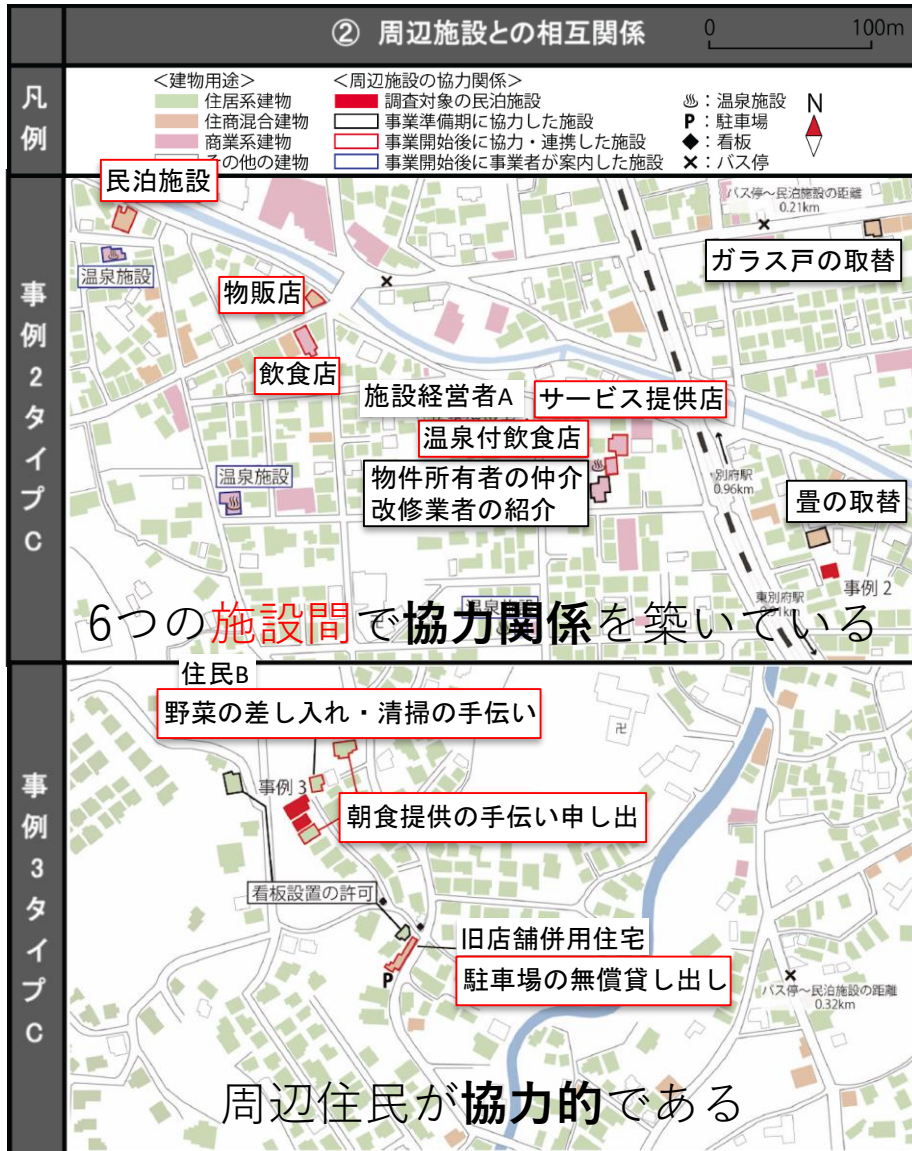 ② 周辺施設との相互関係
0 100m
凡例
＜建物用途＞
住居系建物
住商混合建物
商業系建物
その他の建物
＜周辺施設の協力関係＞
調査対象の民泊施設
事業準備期に協力した施設
事業開始後に協力・連携した施設
事業開始後に事業者が案内した施設
♨：温泉施設
P：駐車場
◆：看板
×：バス停
N
事例2タイプC
民泊施設
バス停～民泊施設の距離
0.21km
温泉施設
ガラス戸の取替
物販店
飲食店
施設経営者A
サービス提供店
温泉付飲食店
温泉施設
物件所有者の仲介
改修業者の紹介
別府駅
0.96km
畳の取替
事例2
東別府駅
温泉施設
6つの施設間で協力関係を築いている
事例3タイプC
住民B
野菜の差し入れ・清掃の手伝い
卍
事例3
朝食提供の手伝い申し出
看板設置の許可
旧店舗併用住宅
P
駐車場の無償貸し出し
バス停～民泊施設の距離
0.32km
周辺住民が協力的である